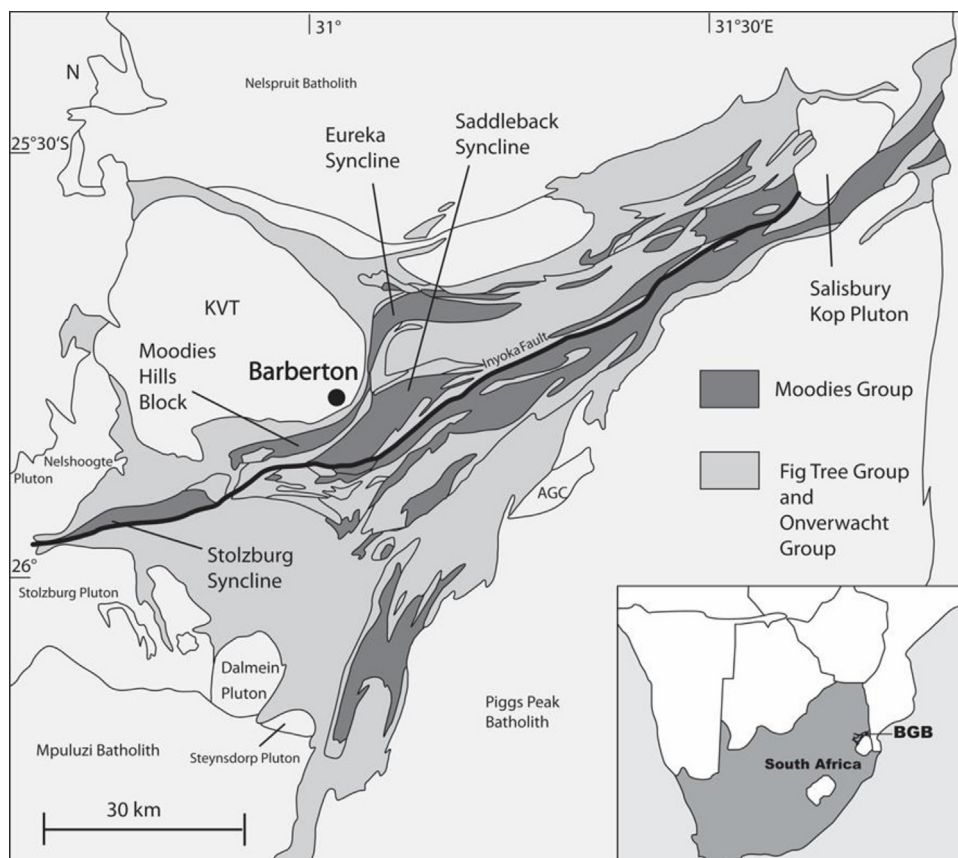 31°
31°30'E
N
Nelspruit Batholith
25°30'S
Eureka
Syncline
Saddleback
Syncline
KVT
Salisbury
Kop Pluton
Moodies
Hills
Block
Barberton
Inyoka Fault
Moodies Group
Nelshoogte
Pluton
AGC
Fig Tree Group
and
Onverwacht
Group
Stolzburg
Syncline
26°
Stolzburg Pluton
Dalmein
Pluton
Piggs Peak
Batholith
Mpuluzi Batholith
Steynsdorp Pluton
BGB
South Africa
30 km